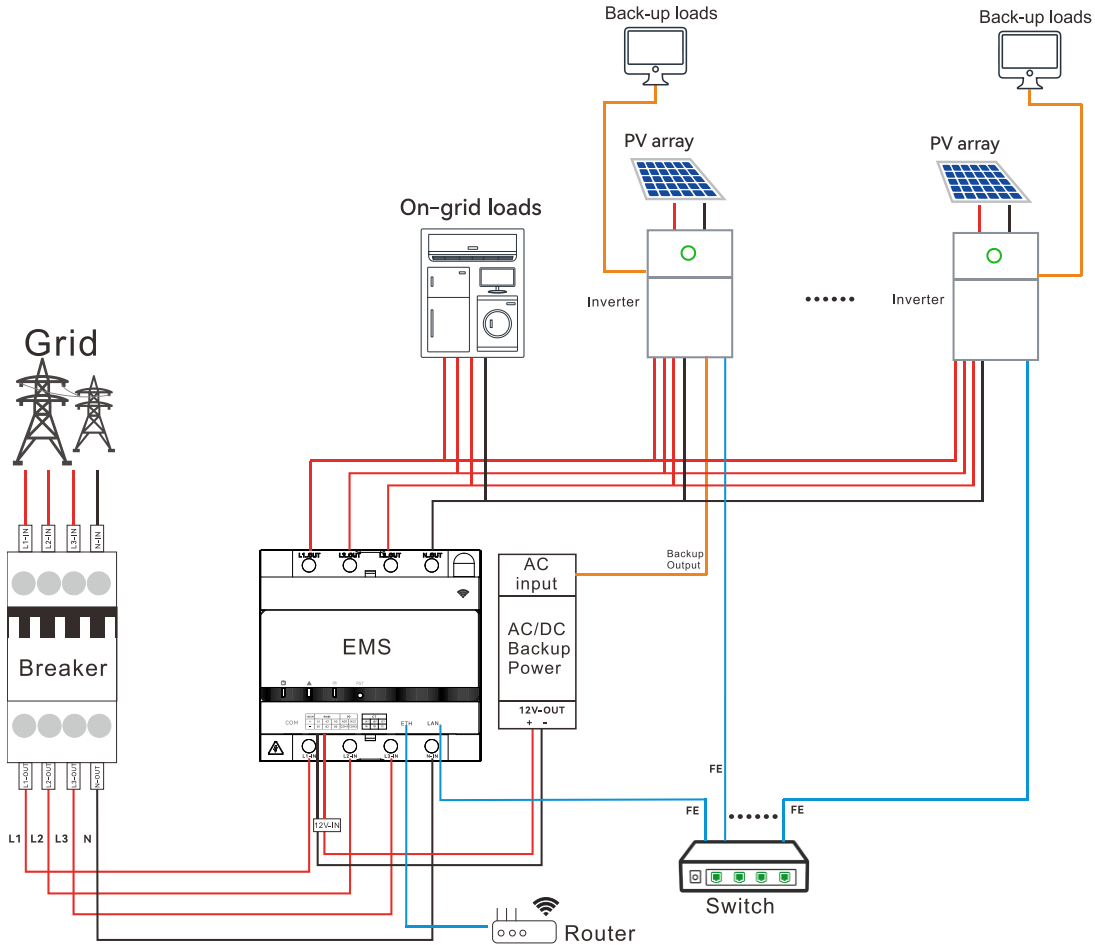 Back-up loads
Back-up loads
PV array
PV array
On-grid loads
Inverter
Inverter
Grid
L1-IN
L2-IN
L3-IN
N-IN
L1_OUT
L2_OUT
L3_OUT
N_OUT
Backup
Output
AC
input
Breaker
EMS
AC/DC
Backup
Power
12V-OUT
+ -
COM
ETH
LAN
L1-IN
L2-IN
L3-IN
N-IN
L1-OUT
L2-OUT
L3-OUT
N-OUT
FE
FE
FE
12V-IN
L1
L2
L3
N
Switch
Router